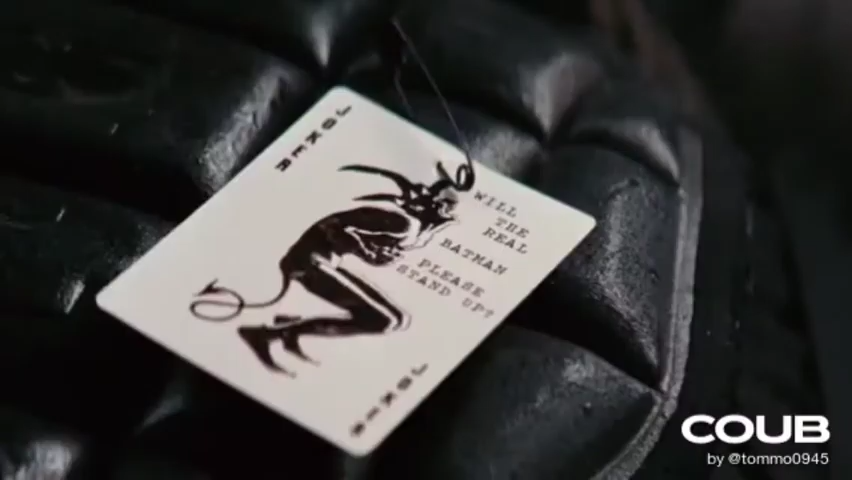 JOKER
WILL
THE
REAL
BATMAN
PLEASE
STAND UP?
JOKER
COUB
by @tommo0945